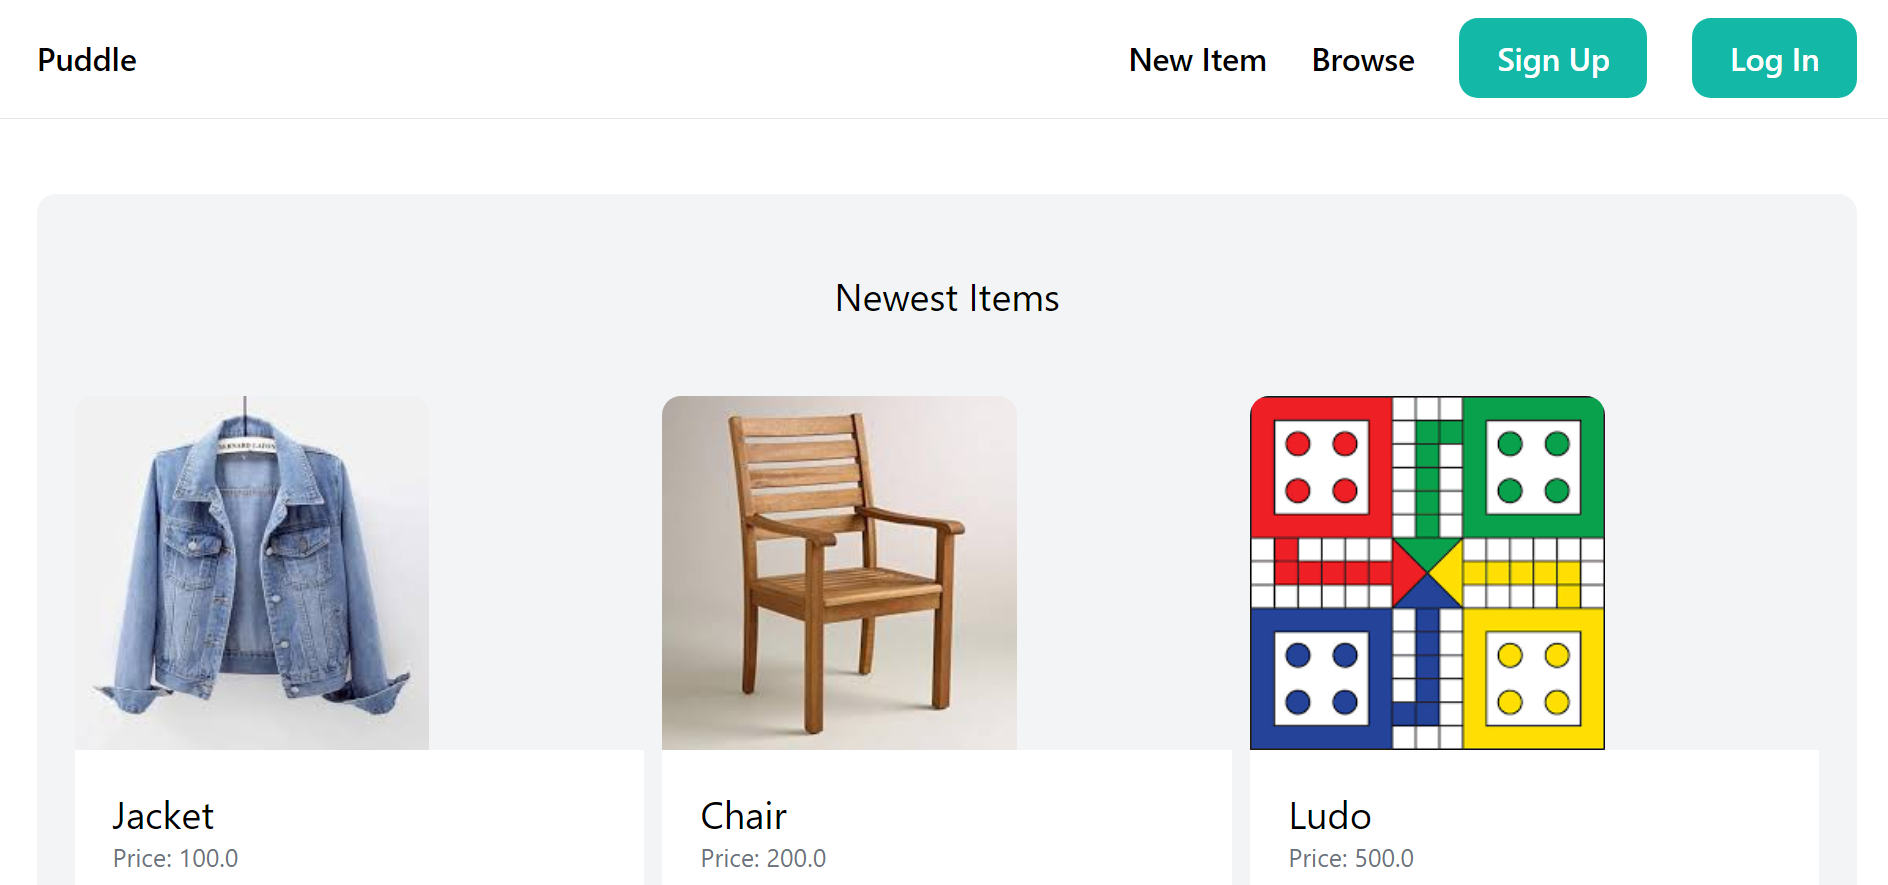 Puddle
New Item
Browse
Sign Up
Log In
Newest Items
Jacket
Price: 100.0
Chair
Price: 200.0
Ludo
Price: 500.0